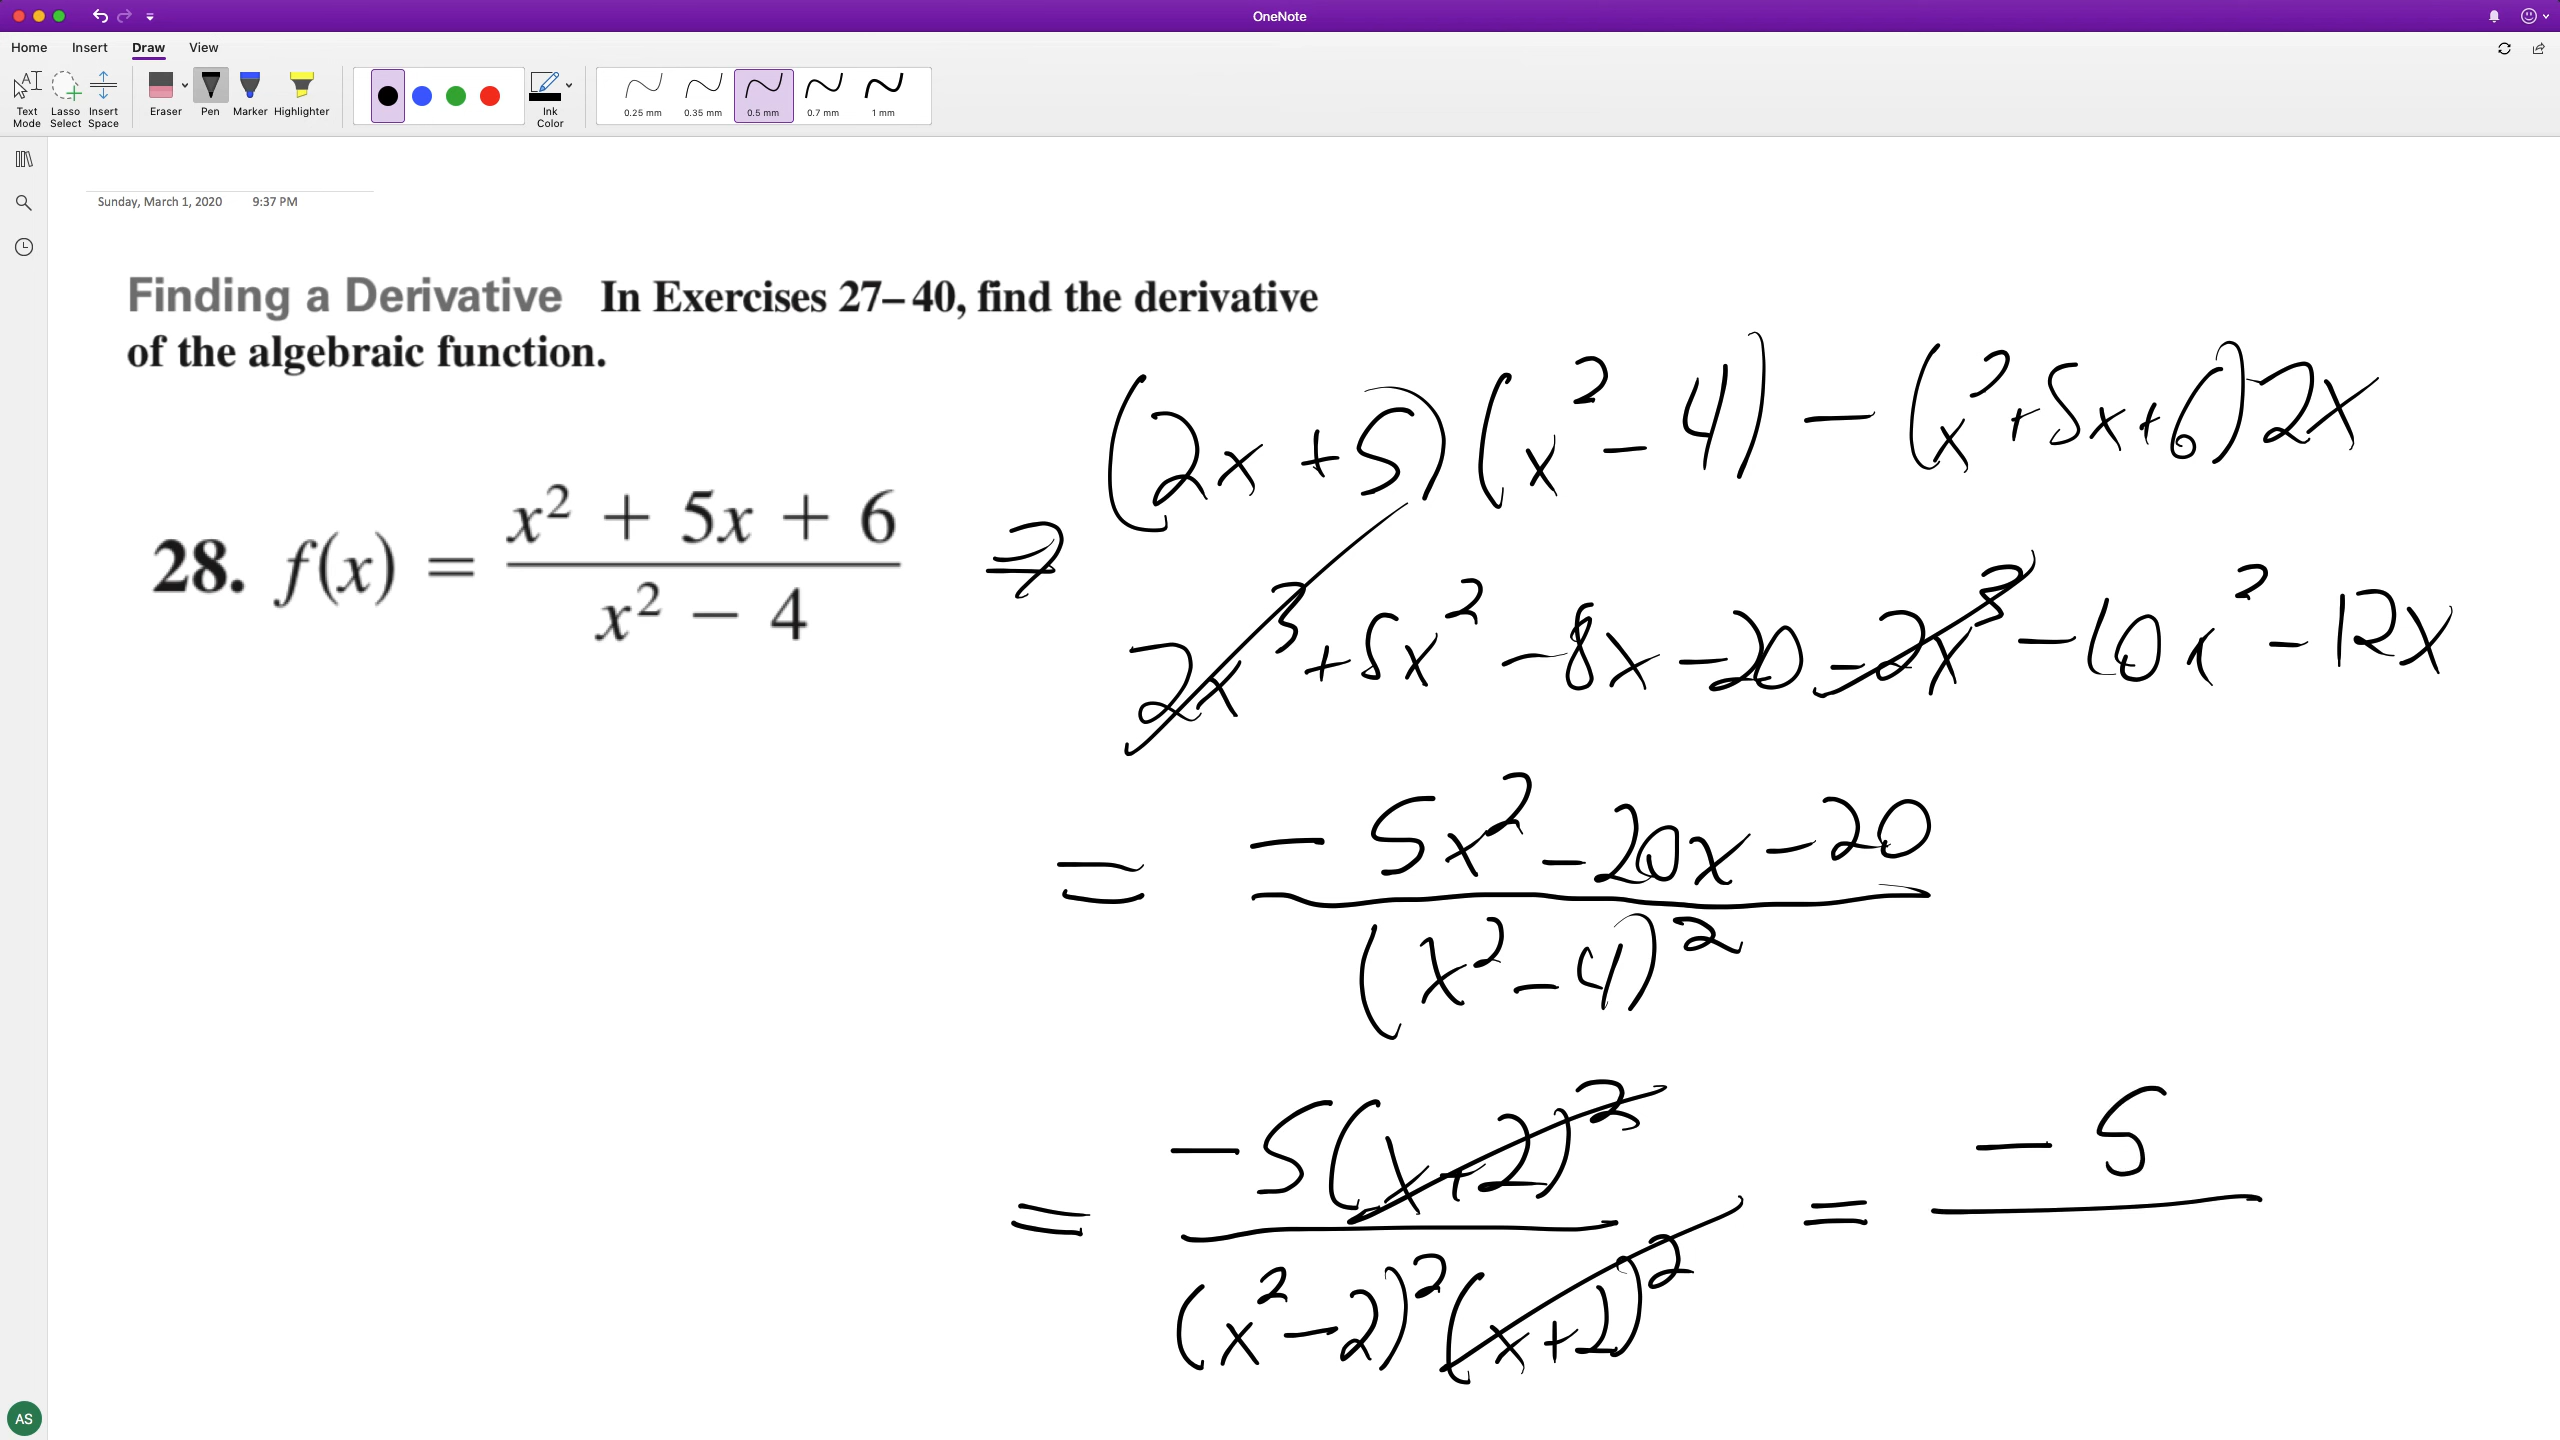 OneNote
Home Insert Draw View
Text Mode Lasso Select Insert Space Eraser Pen Marker Highlighter Ink Color 0.25 mm 0.35 mm 0.5 mm 0.7 mm 1 mm
Sunday, March 1, 2020 9:37 PM
Finding a Derivative In Exercises 27–40, find the derivative
of the algebraic function.
28. f(x) = (x² + 5x + 6) / (x² − 4)
⇒ (2x + 5)(x² − 4) − (x² + 5x + 6)2x
2x³ + 5x² − 8x − 20 − 2x³ − 10x² − 12x
= (−5x² − 20x − 20) / (x² − 4)²
= −5(x+2)² / (x² − 2)²(x+2)² = −5
AS